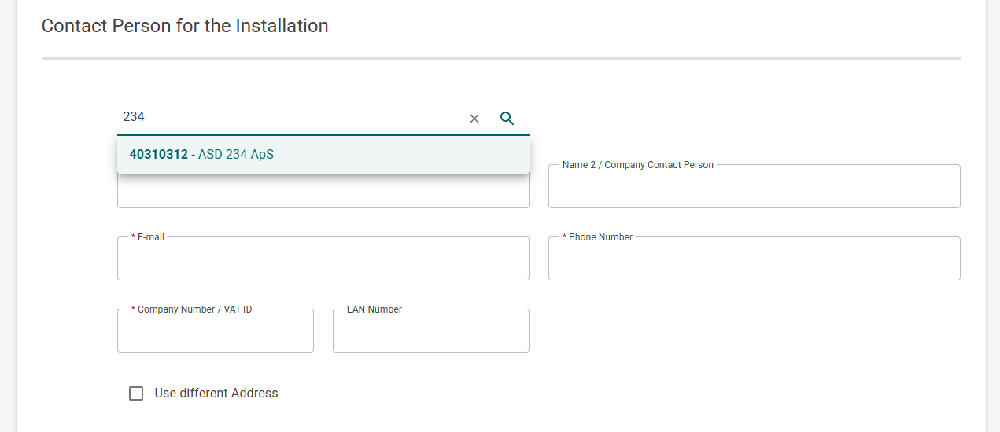 Contact Person for the Installation
234
40310312 - ASD 234 ApS
Name 2 / Company Contact Person
* E-mail
* Phone Number
* Company Number / VAT ID
EAN Number
Use different Address